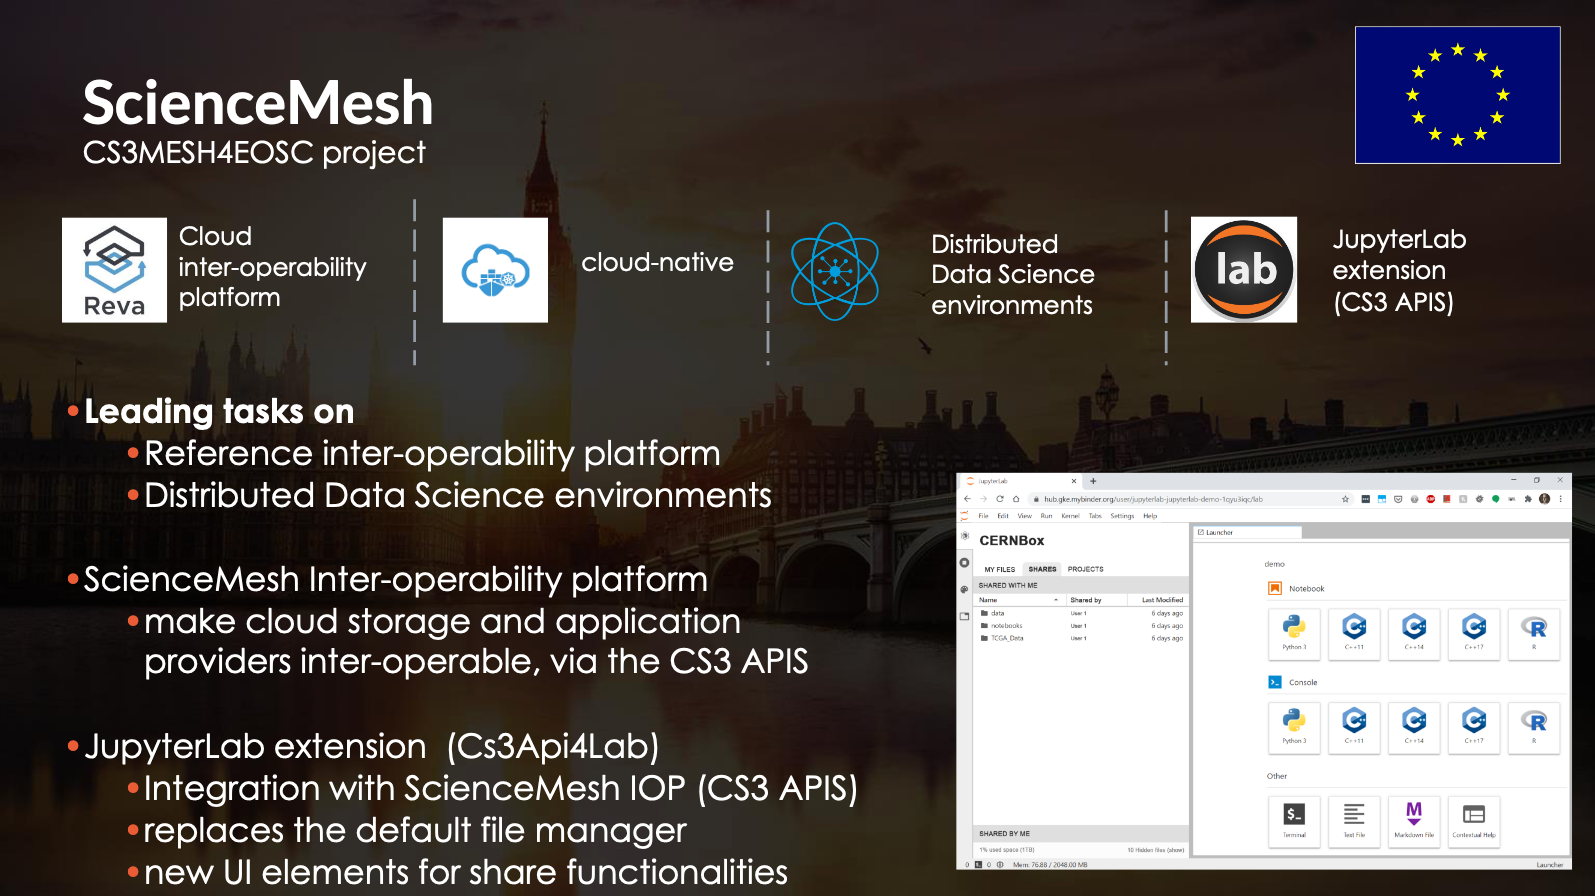 ScienceMesh
CS3MESH4EOSC project
Reva
Cloud
inter-operability
platform
cloud-native
Distributed
Data Science
environments
lab
JupyterLab
extension
(CS3 APIS)
•Leading tasks on
•Reference inter-operability platform
•Distributed Data Science environments
•ScienceMesh Inter-operability platform
•make cloud storage and application
providers inter-operable, via the CS3 APIS
•JupyterLab extension (Cs3Api4Lab)
•Integration with ScienceMesh IOP (CS3 APIS)
•replaces the default file manager
•new UI elements for share functionalities
JupyterLab
hub.gke.mybinder.org/user/jupyterlab-jupyterlab-demo-1qyu3iqc/lab
File Edit View Run Kernel Tabs Settings Help
CERNBox
MY FILES SHARES PROJECTS
SHARED WITH ME
Name Shared by Last Modified
data User 1 6 days ago
notebooks User 1 6 days ago
TCGA_Data User 1 6 days ago
SHARED BY ME
1% used space (1TB) 10 Hidden files (show)
0 0 Mem: 76.88 / 2048.00 MB Launcher
Launcher
demo
Notebook
Python 3 C++11 C++14 C++17 R
Console
Python 3 C++11 C++14 C++17 R
Other
Terminal Text File Markdown File Contextual Help